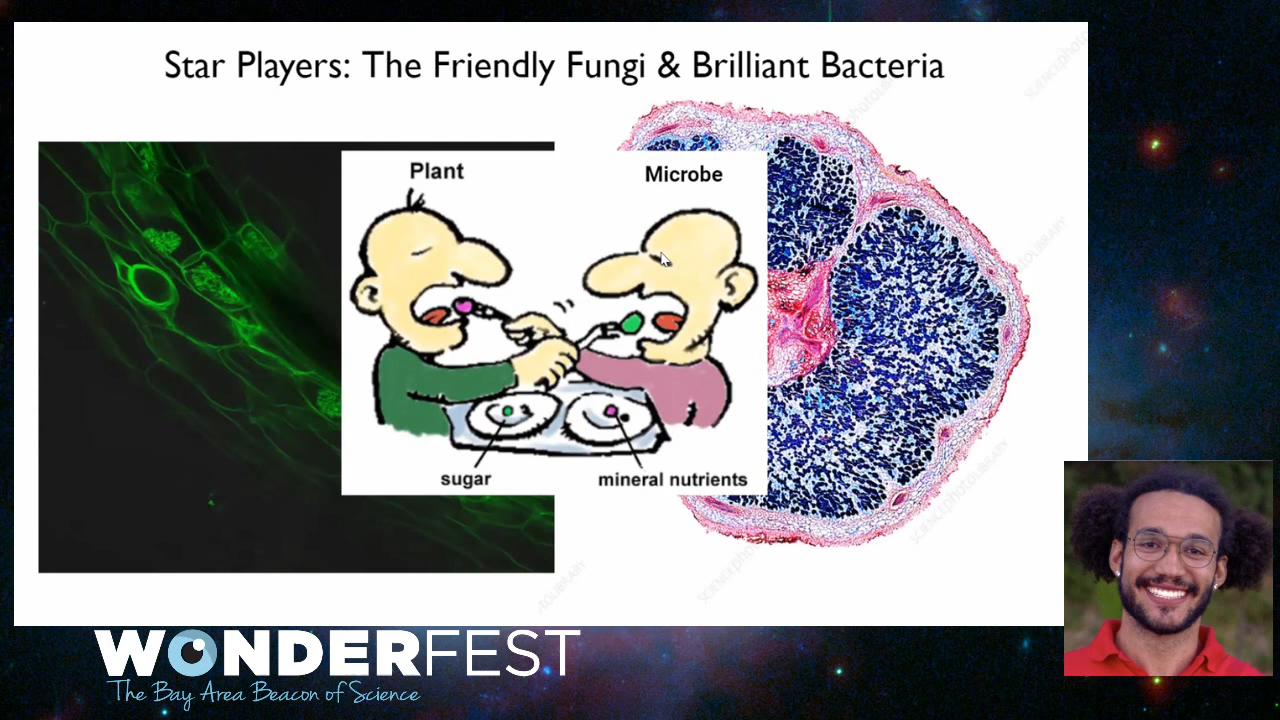 Star Players: The Friendly Fungi & Brilliant Bacteria
Plant
Microbe
sugar
mineral nutrients
WONDERFEST
The Bay Area Beacon of Science